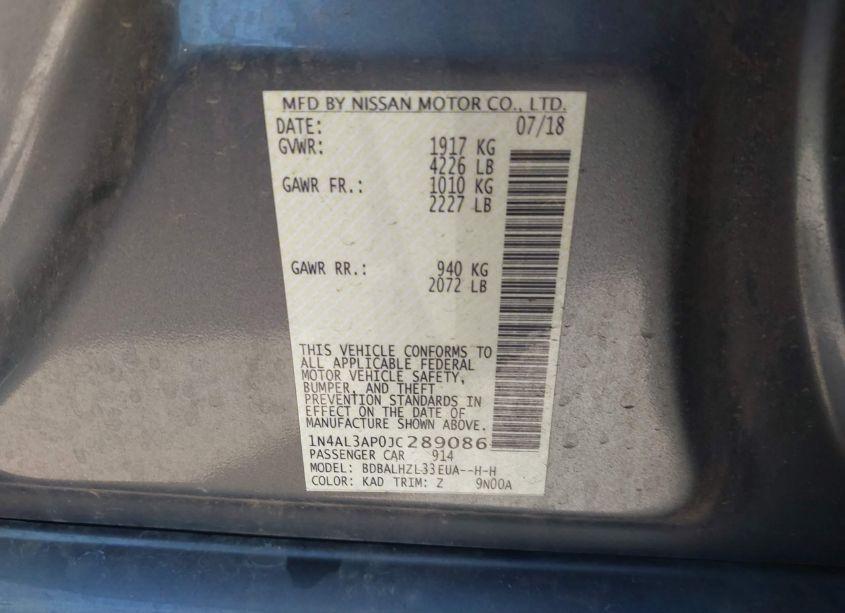 MFD BY NISSAN MOTOR CO., LTD.
DATE: 07/18
GVWR: 1917 KG
4226 LB
GAWR FR.: 1010 KG
2227 LB
GAWR RR.: 940 KG
2072 LB
THIS VEHICLE CONFORMS TO
ALL APPLICABLE FEDERAL
MOTOR VEHICLE SAFETY,
BUMPER, AND THEFT
PREVENTION STANDARDS IN
EFFECT ON THE DATE OF
MANUFACTURE SHOWN ABOVE.
1N4AL3AP0JC289086
PASSENGER CAR 914
MODEL: BDBALHZL33EUA--H-H
COLOR: KAD TRIM: Z 9N00A